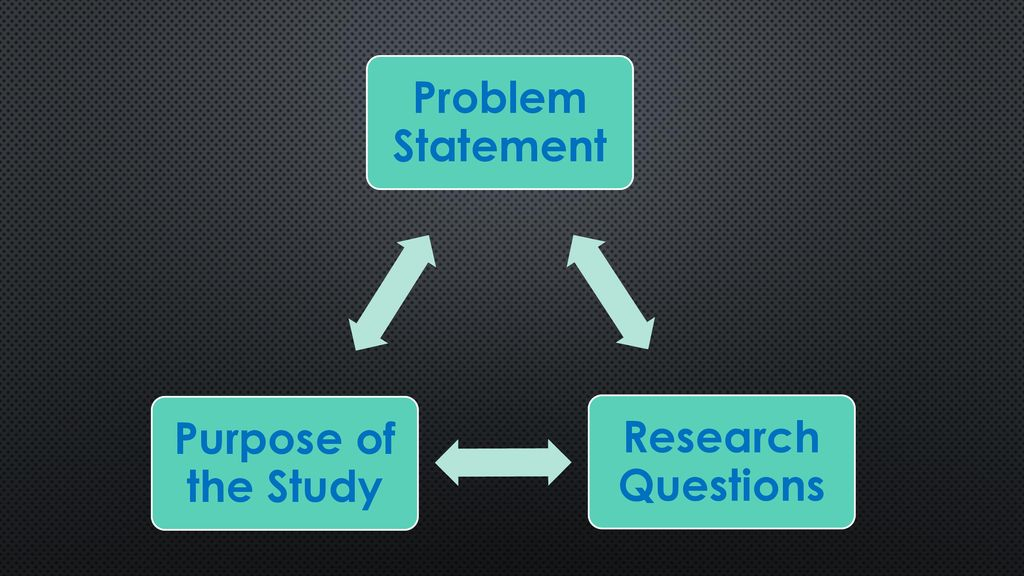 Problem
Statement
Purpose of
the Study
Research
Questions